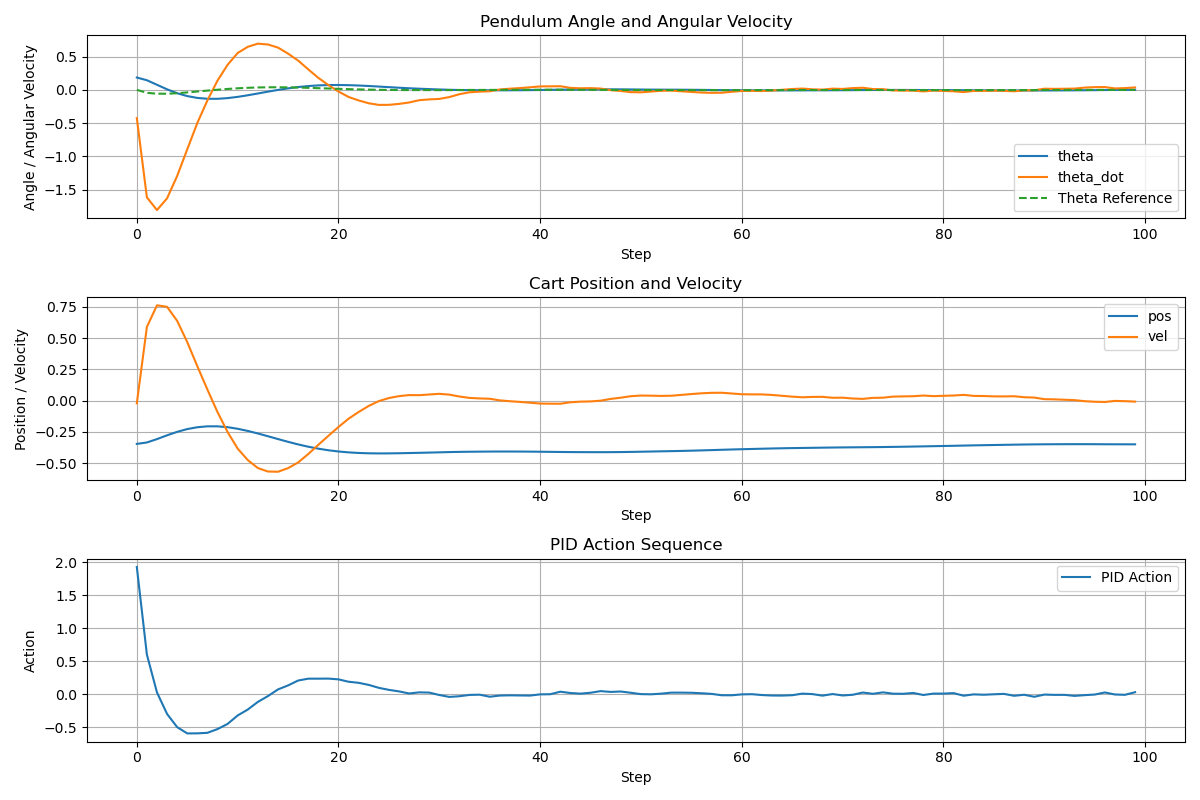 Pendulum Angle and Angular Velocity
Angle / Angular Velocity
0.5
0.0
−0.5
−1.0
−1.5
theta
theta_dot
Theta Reference
0 20 40 60 80 100
Step
Cart Position and Velocity
Position / Velocity
0.75
0.50
0.25
0.00
−0.25
−0.50
pos
vel
0 20 40 60 80 100
Step
PID Action Sequence
Action
2.0
1.5
1.0
0.5
0.0
−0.5
PID Action
0 20 40 60 80 100
Step